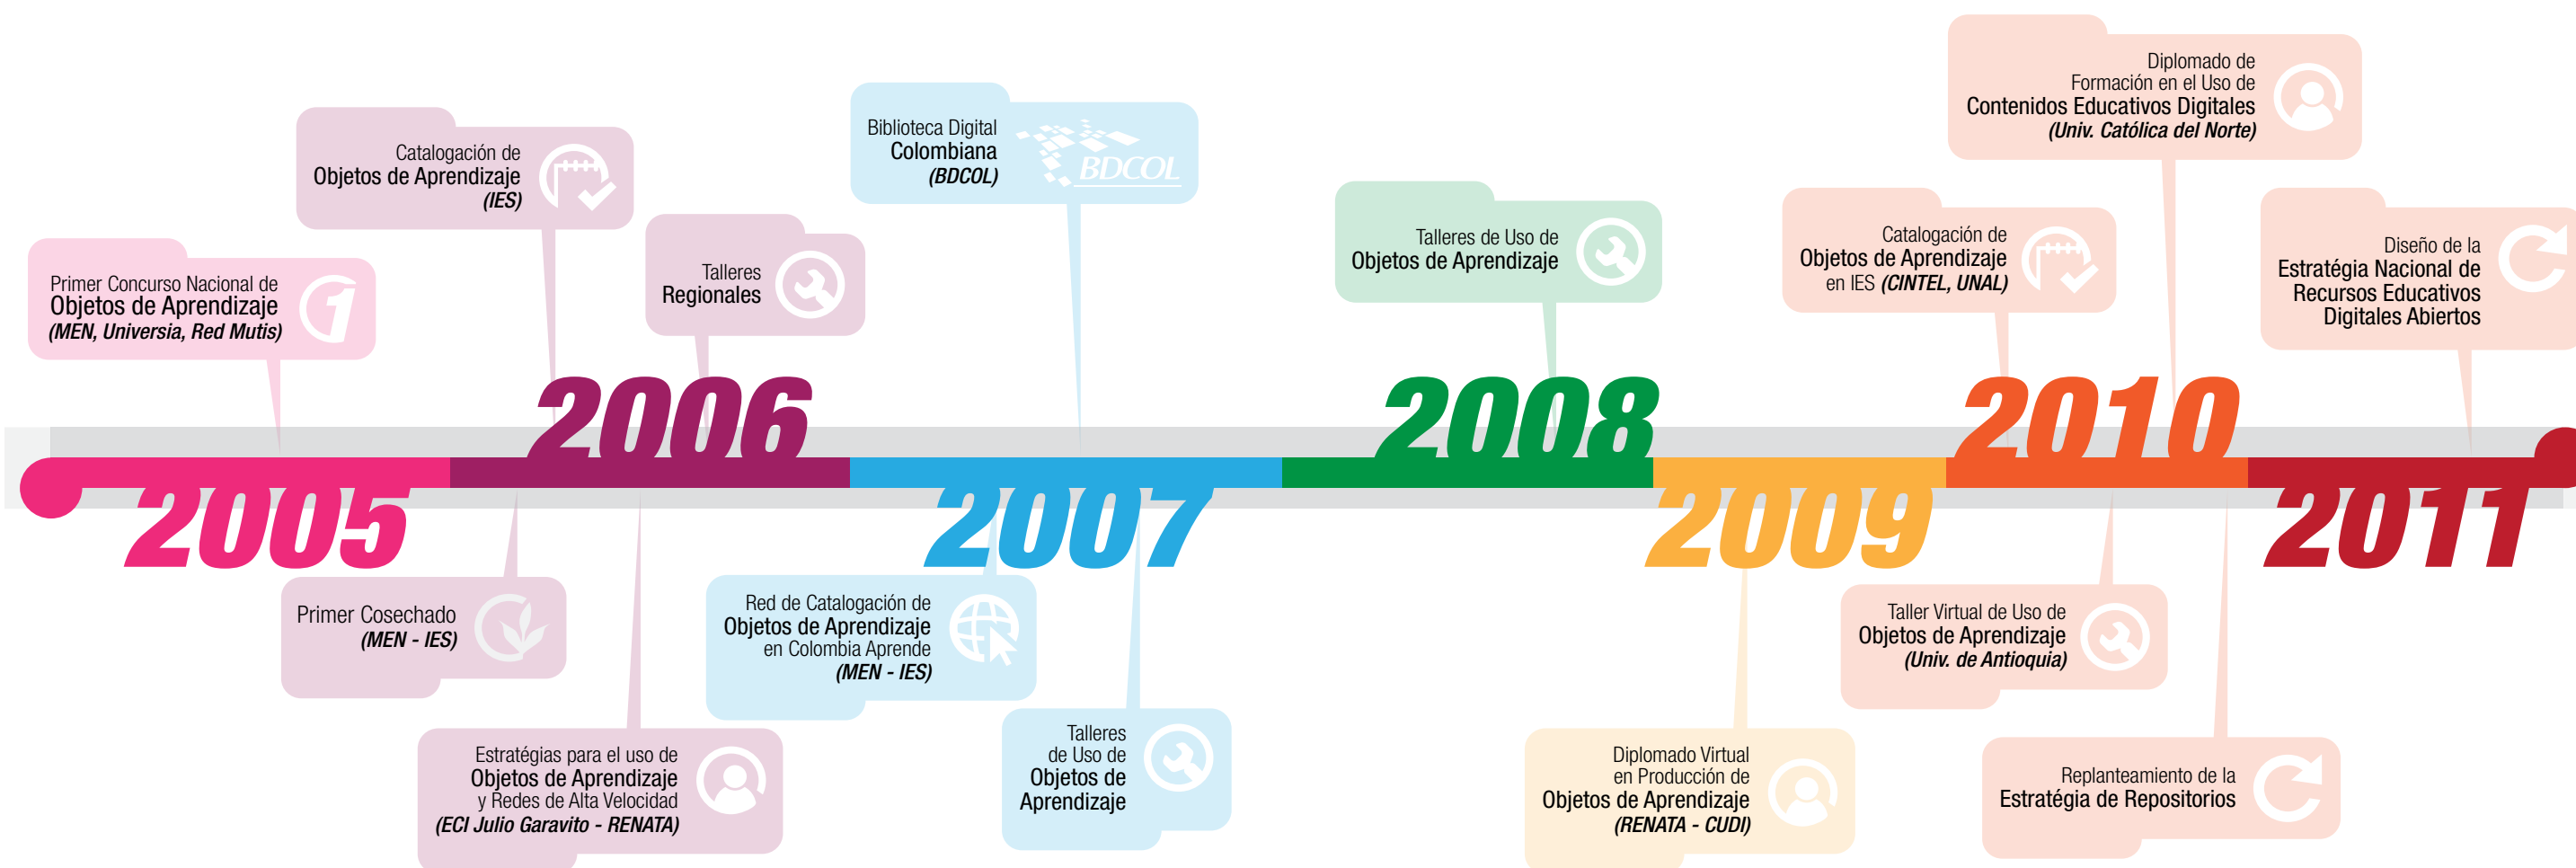 Primer Concurso Nacional de
Objetos de Aprendizaje
(MEN, Universia, Red Mutis)
1
2005
Catalogación de
Objetos de Aprendizaje
(IES)
Talleres
Regionales
2006
Primer Cosechado
(MEN - IES)
Estratégias para el uso de
Objetos de Aprendizaje
y Redes de Alta Velocidad
(ECI Julio Garavito - RENATA)
Biblioteca Digital
Colombiana
(BDCOL)
BDCOL
2007
Red de Catalogación de
Objetos de Aprendizaje
en Colombia Aprende
(MEN - IES)
Talleres
de Uso de
Objetos de
Aprendizaje
Talleres de Uso de
Objetos de Aprendizaje
2008
2009
Diplomado Virtual
en Producción de
Objetos de Aprendizaje
(RENATA - CUDI)
Catalogación de
Objetos de Aprendizaje
en IES (CINTEL, UNAL)
Diplomado de
Formación en el Uso de
Contenidos Educativos Digitales
(Univ. Católica del Norte)
2010
Taller Virtual de Uso de
Objetos de Aprendizaje
(Univ. de Antioquia)
Replanteamiento de la
Estratégia de Repositorios
Diseño de la
Estratégia Nacional de
Recursos Educativos
Digitales Abiertos
2011